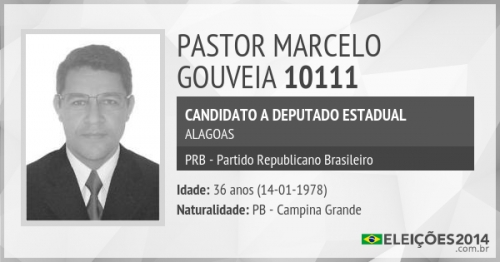 PASTOR MARCELO
GOUVEIA 10111
CANDIDATO A DEPUTADO ESTADUAL
ALAGOAS
PRB - Partido Republicano Brasileiro
Idade: 36 anos (14-01-1978)
Naturalidade: PB - Campina Grande
ELEIÇÕES2014
.com.br